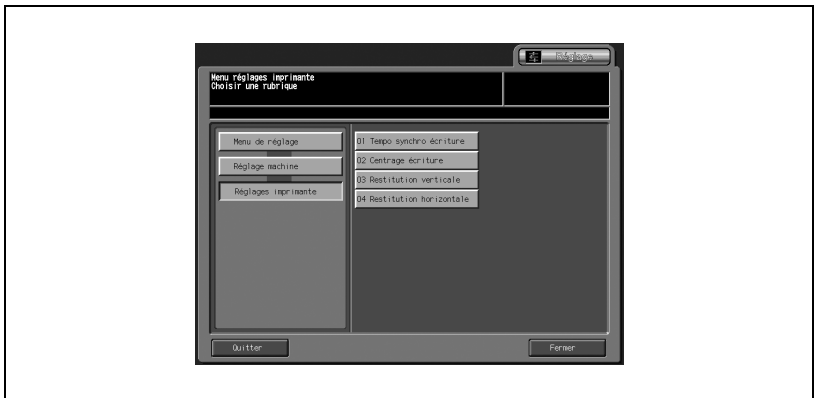 Réglage
Menu réglages imprimante
Choisir une rubrique
Menu de réglage
Réglage machine
Réglages imprimante
01 Tempo synchro écriture
02 Centrage écriture
03 Restitution verticale
04 Restitution horizontale
Quitter
Fermer